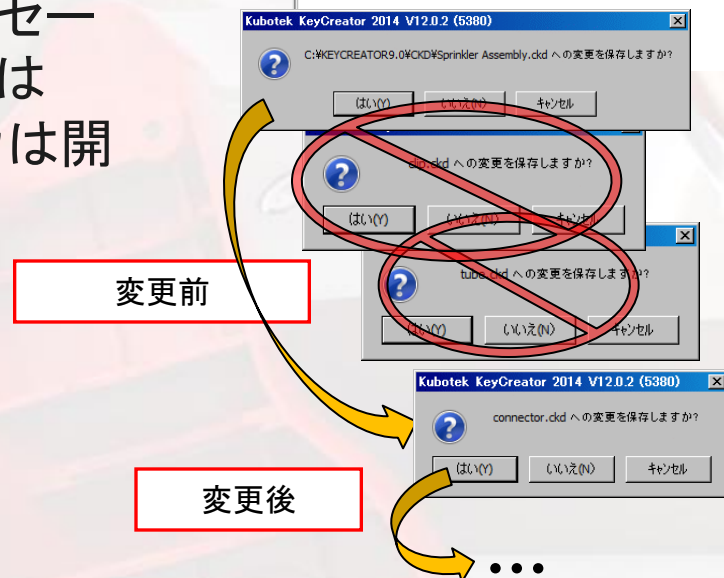 セー
は
は開
Kubotek KeyCreator 2014 V12.0.2 (5380)
C:¥KEYCREATOR9.0¥CKD¥Sprinkler Assembly.ckd への変更を保存しますか?
はい(Y) いいえ(N) キャンセル
clip.ckd への変更を保存しますか?
はい(Y) いいえ(N) キャンセル
tube.ckd への変更を保存しますか?
はい(Y) いいえ(N) キャンセル
変更前
Kubotek KeyCreator 2014 V12.0.2 (5380)
connector.ckd への変更を保存しますか?
はい(Y) いいえ(N) キャンセル
変更後
•••